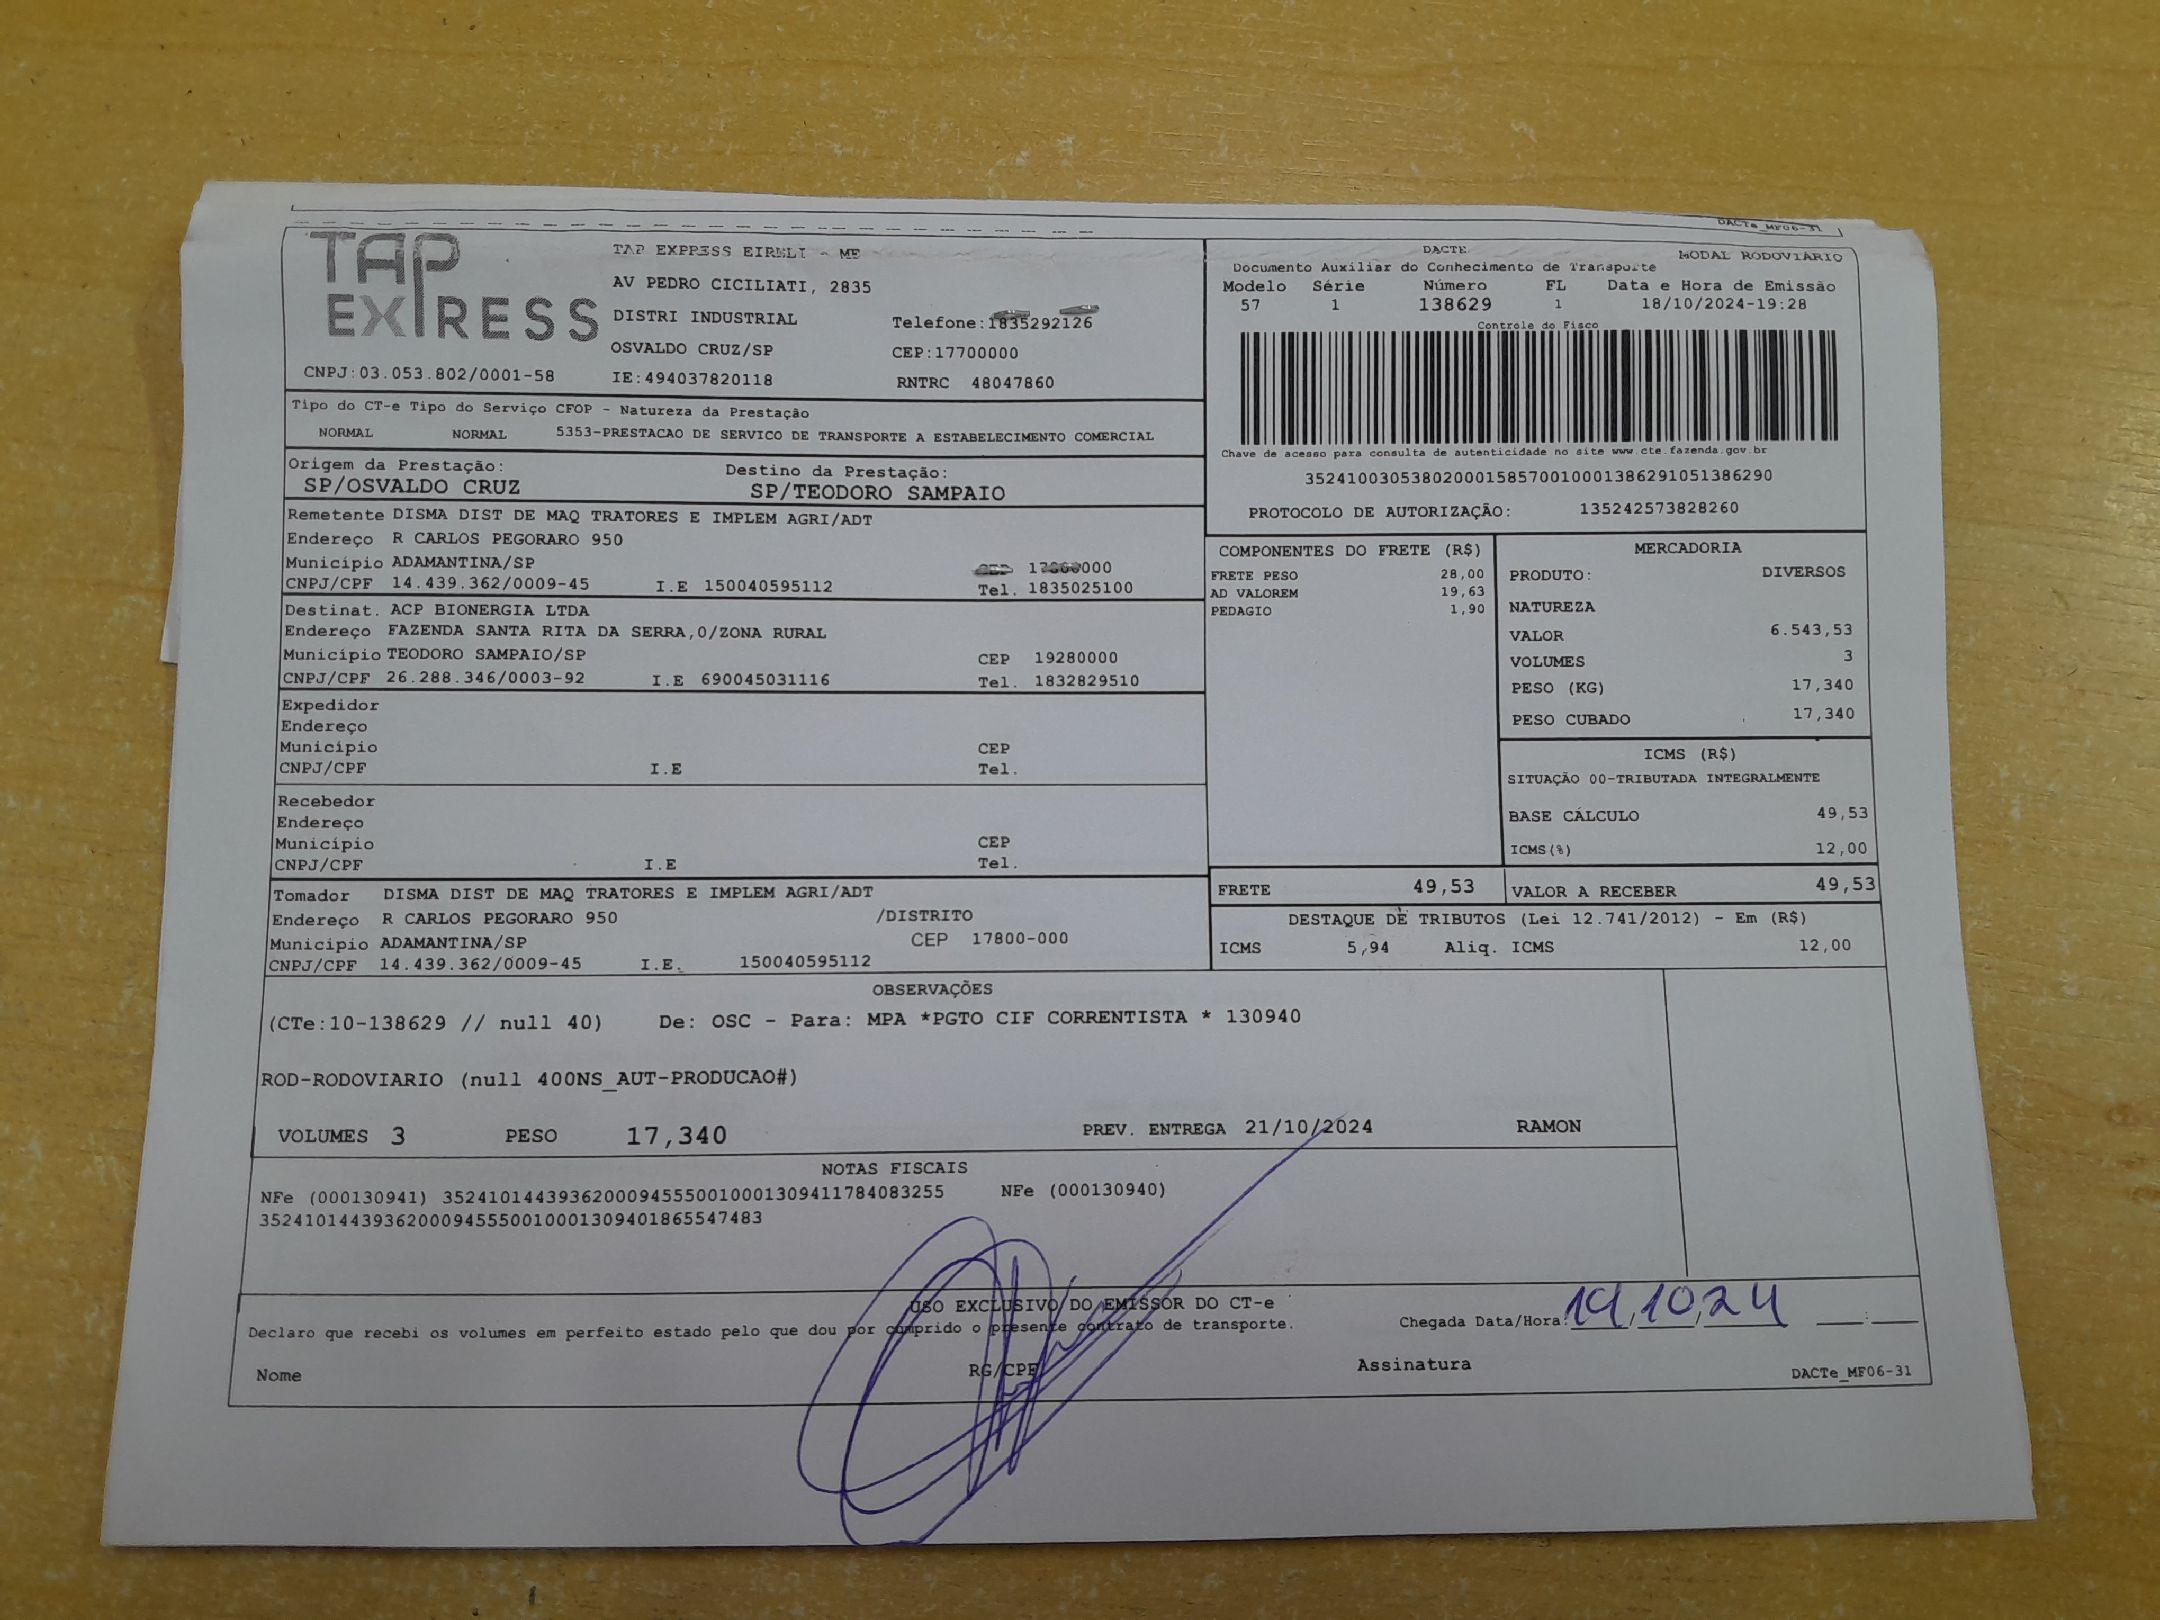 DACTe_MF06-31
TAP EXPRESS
TAP EXPRESS EIRELI - ME
AV PEDRO CICILIATI, 2835
DISTRI INDUSTRIAL Telefone:1835292126
OSVALDO CRUZ/SP CEP:17700000
CNPJ:03.053.802/0001-58 IE:494037820118 RNTRC 48047860
DACTE MODAL RODOVIÁRIO
Documento Auxiliar do Conhecimento de Transporte
Modelo Série Número FL Data e Hora de Emissão
57 1 138629 1 18/10/2024-19:28
Controle do Fisco
Chave de acesso para consulta de autenticidade no site www.cte.fazenda.gov.br
35241003053802000158570010001386291051386290
PROTOCOLO DE AUTORIZAÇÃO: 135242573828260
Tipo do CT-e Tipo do Serviço CFOP - Natureza da Prestação
NORMAL NORMAL 5353-PRESTACAO DE SERVICO DE TRANSPORTE A ESTABELECIMENTO COMERCIAL
Origem da Prestação: Destino da Prestação:
SP/OSVALDO CRUZ SP/TEODORO SAMPAIO
Remetente DISMA DIST DE MAQ TRATORES E IMPLEM AGRI/ADT
Endereço R CARLOS PEGORARO 950
Município ADAMANTINA/SP CEP 17800000
CNPJ/CPF 14.439.362/0009-45 I.E 150040595112 Tel. 1835025100
Destinat. ACP BIONERGIA LTDA
Endereço FAZENDA SANTA RITA DA SERRA,0/ZONA RURAL
Município TEODORO SAMPAIO/SP CEP 19280000
CNPJ/CPF 26.288.346/0003-92 I.E 690045031116 Tel. 1832829510
Expedidor
Endereço
Município CEP
CNPJ/CPF I.E Tel.
Recebedor
Endereço
Município CEP
CNPJ/CPF I.E Tel.
Tomador DISMA DIST DE MAQ TRATORES E IMPLEM AGRI/ADT
Endereço R CARLOS PEGORARO 950 /DISTRITO
Municipio ADAMANTINA/SP CEP 17800-000
CNPJ/CPF 14.439.362/0009-45 I.E. 150040595112
COMPONENTES DO FRETE (R$)
FRETE PESO 28,00
AD VALOREM 19,63
PEDAGIO 1,90
MERCADORIA
PRODUTO: DIVERSOS
NATUREZA
VALOR 6.543,53
VOLUMES 3
PESO (KG) 17,340
PESO CUBADO 17,340
ICMS (R$)
SITUAÇÃO 00-TRIBUTADA INTEGRALMENTE
BASE CÁLCULO 49,53
ICMS(%) 12,00
FRETE 49,53 VALOR A RECEBER 49,53
DESTAQUE DE TRIBUTOS (Lei 12.741/2012) - Em (R$)
ICMS 5,94 Aliq. ICMS 12,00
OBSERVAÇÕES
(CTe:10-138629 // null 40) De: OSC - Para: MPA *PGTO CIF CORRENTISTA * 130940
ROD-RODOVIARIO (null 400NS_AUT-PRODUCAO#)
VOLUMES 3 PESO 17,340 PREV. ENTREGA 21/10/2024 RAMON
NOTAS FISCAIS
NFe (000130941) 35241014439362000945550010001309411784083255 NFe (000130940)
35241014439362000945550010001309401865547483
USO EXCLUSIVO DO EMISSOR DO CT-e
Declaro que recebi os volumes em perfeito estado pelo que dou por cumprido o presente contrato de transporte. Chegada Data/Hora: 19,10,24 ___:___
Nome RG/CPF Assinatura DACTe_MF06-31